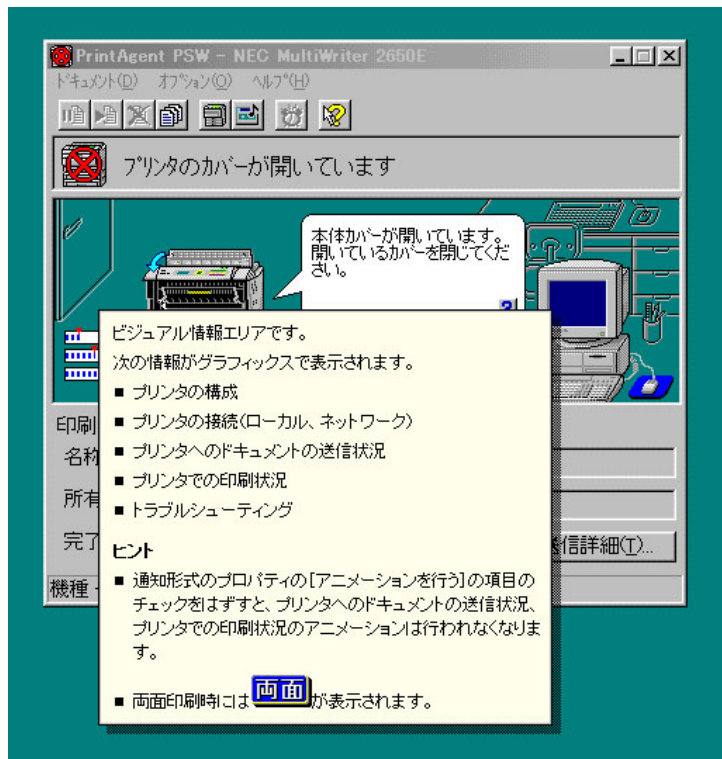 PrintAgent PSW - NEC MultiWriter 2650E
ﾄﾞｷｭﾒﾝﾄ(D) ｵﾌﾟｼｮﾝ(O) ﾍﾙﾌﾟ(H)
ﾌﾟﾘﾝﾀのｶﾊﾞｰが開いています
本体ｶﾊﾞｰが開いています。
開いているｶﾊﾞｰを閉じてくだ
さい。
ビジュアル情報エリアです。
次の情報がグラフィックスで表示されます。
■ プリンタの構成
■ プリンタの接続(ローカル、ネットワーク)
■ プリンタへのドキュメントの送信状況
■ プリンタでの印刷状況
■ トラブルシューティング
ヒント
■ 通知形式のプロパティの[アニメーションを行う]の項目の
チェックをはずすと、プリンタへのドキュメントの送信状況、
プリンタでの印刷状況のアニメーションは行われなくなりま
す。
■ 両面印刷時には 両面 が表示されます。
印刷
名称
所有
完了
信詳細(T)...
機種